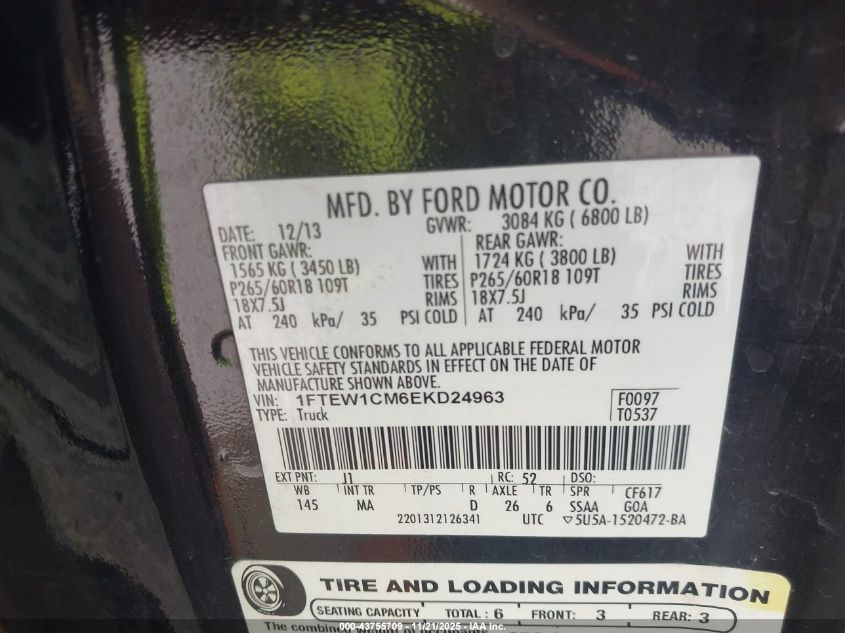 MFD. BY FORD MOTOR CO.
DATE: 12/13 GVWR: 3084 KG ( 6800 LB)
FRONT GAWR: REAR GAWR:
1565 KG ( 3450 LB) WITH 1724 KG ( 3800 LB) WITH
P265/60R18 109T TIRES P265/60R18 109T TIRES
18X7.5J RIMS 18X7.5J RIMS
AT 240 kPa/ 35 PSI COLD AT 240 kPa/ 35 PSI COLD
THIS VEHICLE CONFORMS TO ALL APPLICABLE FEDERAL MOTOR
VEHICLE SAFETY STANDARDS IN EFFECT ON THE DATE OF
MANUFACTURE SHOWN ABOVE.
VIN: 1FTEW1CM6EKD24963 F0097
TYPE: Truck T0537
EXT PNT: J1 RC: 52 DSO:
WB INT TR TP/PS R AXLE TR SPR CF617
145 MA D 26 6 SSAA GOA
2201312126341 UTC ▽5U5A-1520472-BA
TIRE AND LOADING INFORMATION
SEATING CAPACITY TOTAL : 6 FRONT: 3 REAR: 3
The combined weight of occupants
000-43755709 - 11/21/2025 - IAA Inc.